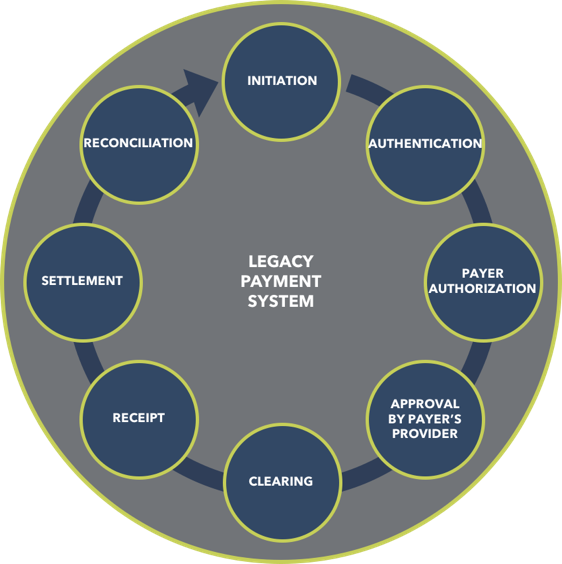 INITIATION
AUTHENTICATION
PAYER
AUTHORIZATION
APPROVAL
BY PAYER'S
PROVIDER
CLEARING
RECEIPT
SETTLEMENT
RECONCILIATION
LEGACY
PAYMENT
SYSTEM